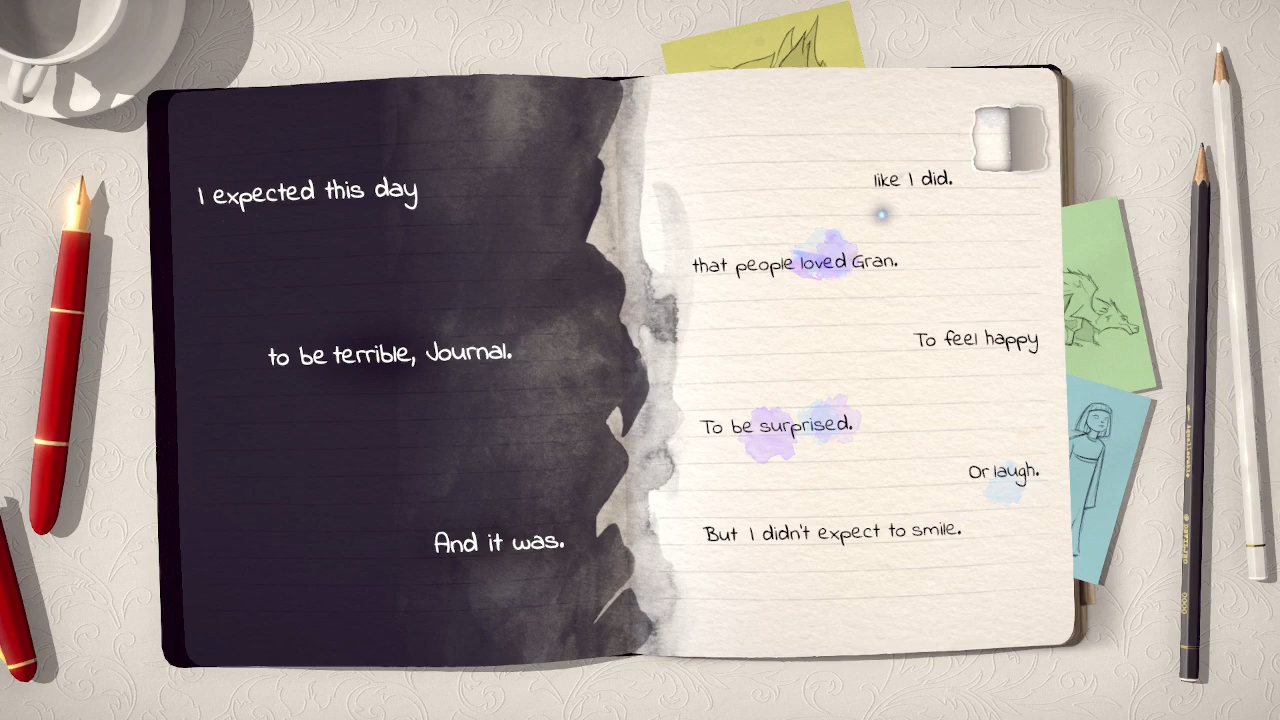 I expected this day
to be terrible, Journal.
And it was.
like I did.
that people loved Gran.
To feel happy
To be surprised.
Or laugh.
But I didn't expect to smile.